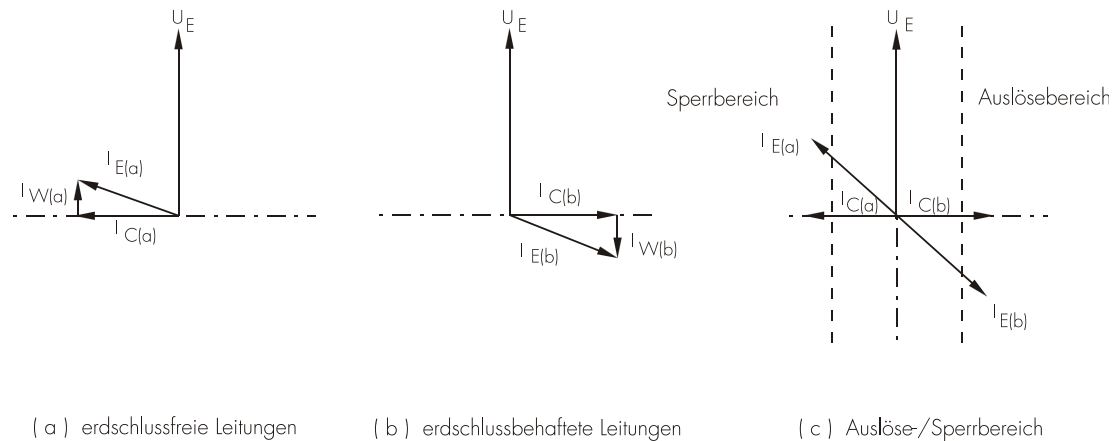 U E
I E(a)
I W(a)
I C(a)
( a ) erdschlussfreie Leitungen
U E
I C(b)
I E(b)
I W(b)
( b ) erdschlussbehaftete Leitungen
U E
Sperrbereich
Auslösebereich
I E(a)
I C(a)
I C(b)
I E(b)
( c ) Auslöse-/Sperrbereich